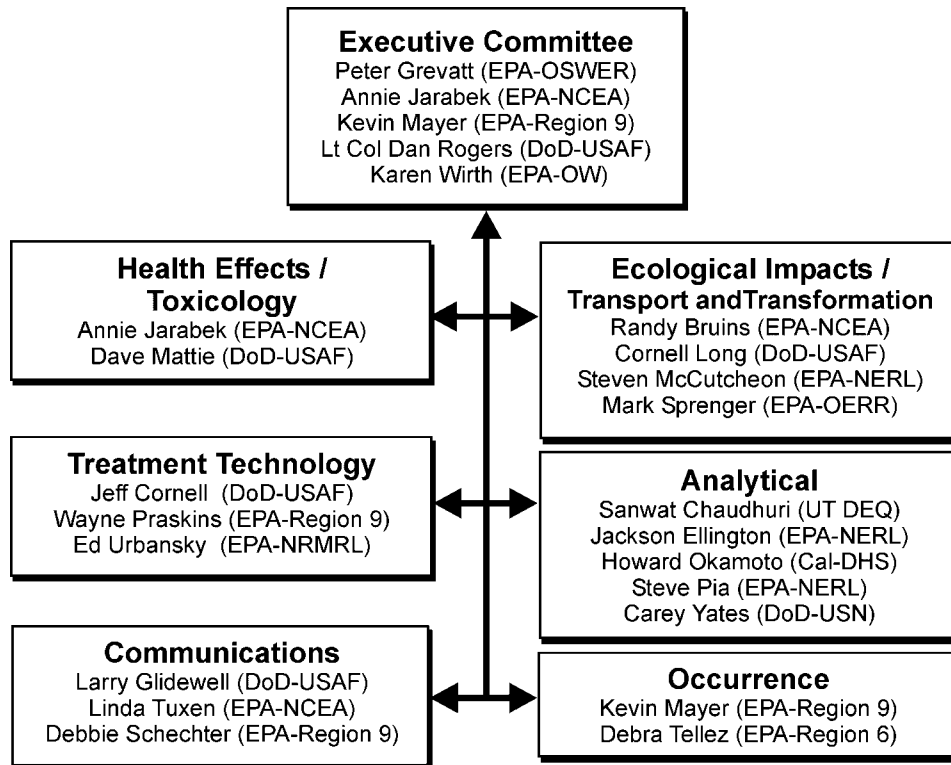 Executive Committee
Peter Grevatt (EPA-OSWER)
Annie Jarabek (EPA-NCEA)
Kevin Mayer (EPA-Region 9)
Lt Col Dan Rogers (DoD-USAF)
Karen Wirth (EPA-OW)
Health Effects /
Toxicology
Annie Jarabek (EPA-NCEA)
Dave Mattie (DoD-USAF)
Ecological Impacts /
Transport andTransformation
Randy Bruins (EPA-NCEA)
Cornell Long (DoD-USAF)
Steven McCutcheon (EPA-NERL)
Mark Sprenger (EPA-OERR)
Treatment Technology
Jeff Cornell (DoD-USAF)
Wayne Praskins (EPA-Region 9)
Ed Urbansky (EPA-NRMRL)
Analytical
Sanwat Chaudhuri (UT DEQ)
Jackson Ellington (EPA-NERL)
Howard Okamoto (Cal-DHS)
Steve Pia (EPA-NERL)
Carey Yates (DoD-USN)
Communications
Larry Glidewell (DoD-USAF)
Linda Tuxen (EPA-NCEA)
Debbie Schechter (EPA-Region 9)
Occurrence
Kevin Mayer (EPA-Region 9)
Debra Tellez (EPA-Region 6)